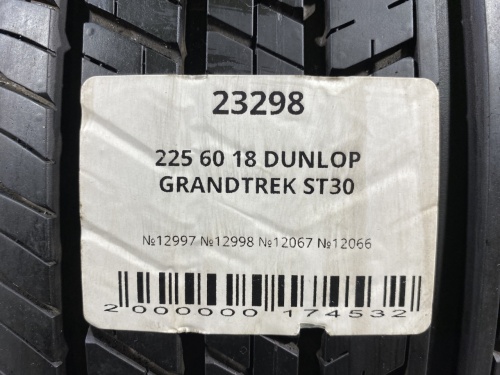 23298
225 60 18 DUNLOP
GRANDTREK ST30
№12997 №12998 №12067 №12066
2 000000 174532